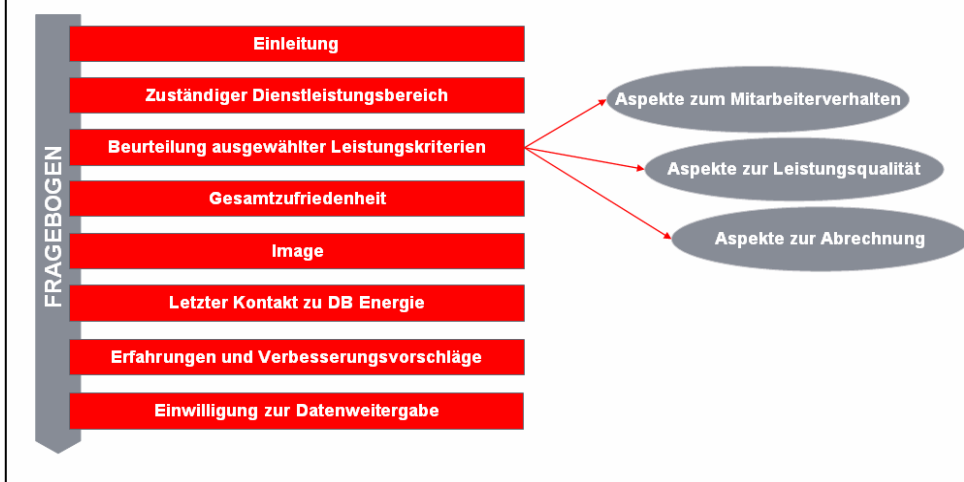 FRAGEBOGEN
Einleitung
Zuständiger Dienstleistungsbereich
Beurteilung ausgewählter Leistungskriterien
Gesamtzufriedenheit
Image
Letzter Kontakt zu DB Energie
Erfahrungen und Verbesserungsvorschläge
Einwilligung zur Datenweitergabe
Aspekte zum Mitarbeiterverhalten
Aspekte zur Leistungsqualität
Aspekte zur Abrechnung